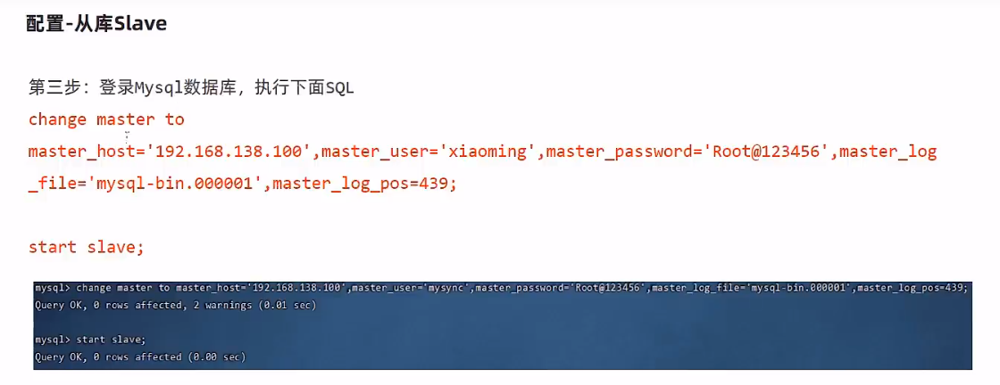 配置-从库Slave
第三步：登录Mysql数据库，执行下面SQL
change master to
master_host='192.168.138.100',master_user='xiaoming',master_password='Root@123456',master_log
_file='mysql-bin.000001',master_log_pos=439;
start slave;
mysql> change master to master_host='192.168.138.100',master_user='mysync',master_password='Root@123456',master_log_file='mysql-bin.000001',master_log_pos=439;
Query OK, 0 rows affected, 2 warnings (0.01 sec)
mysql> start slave;
Query OK, 0 rows affected (0.00 sec)